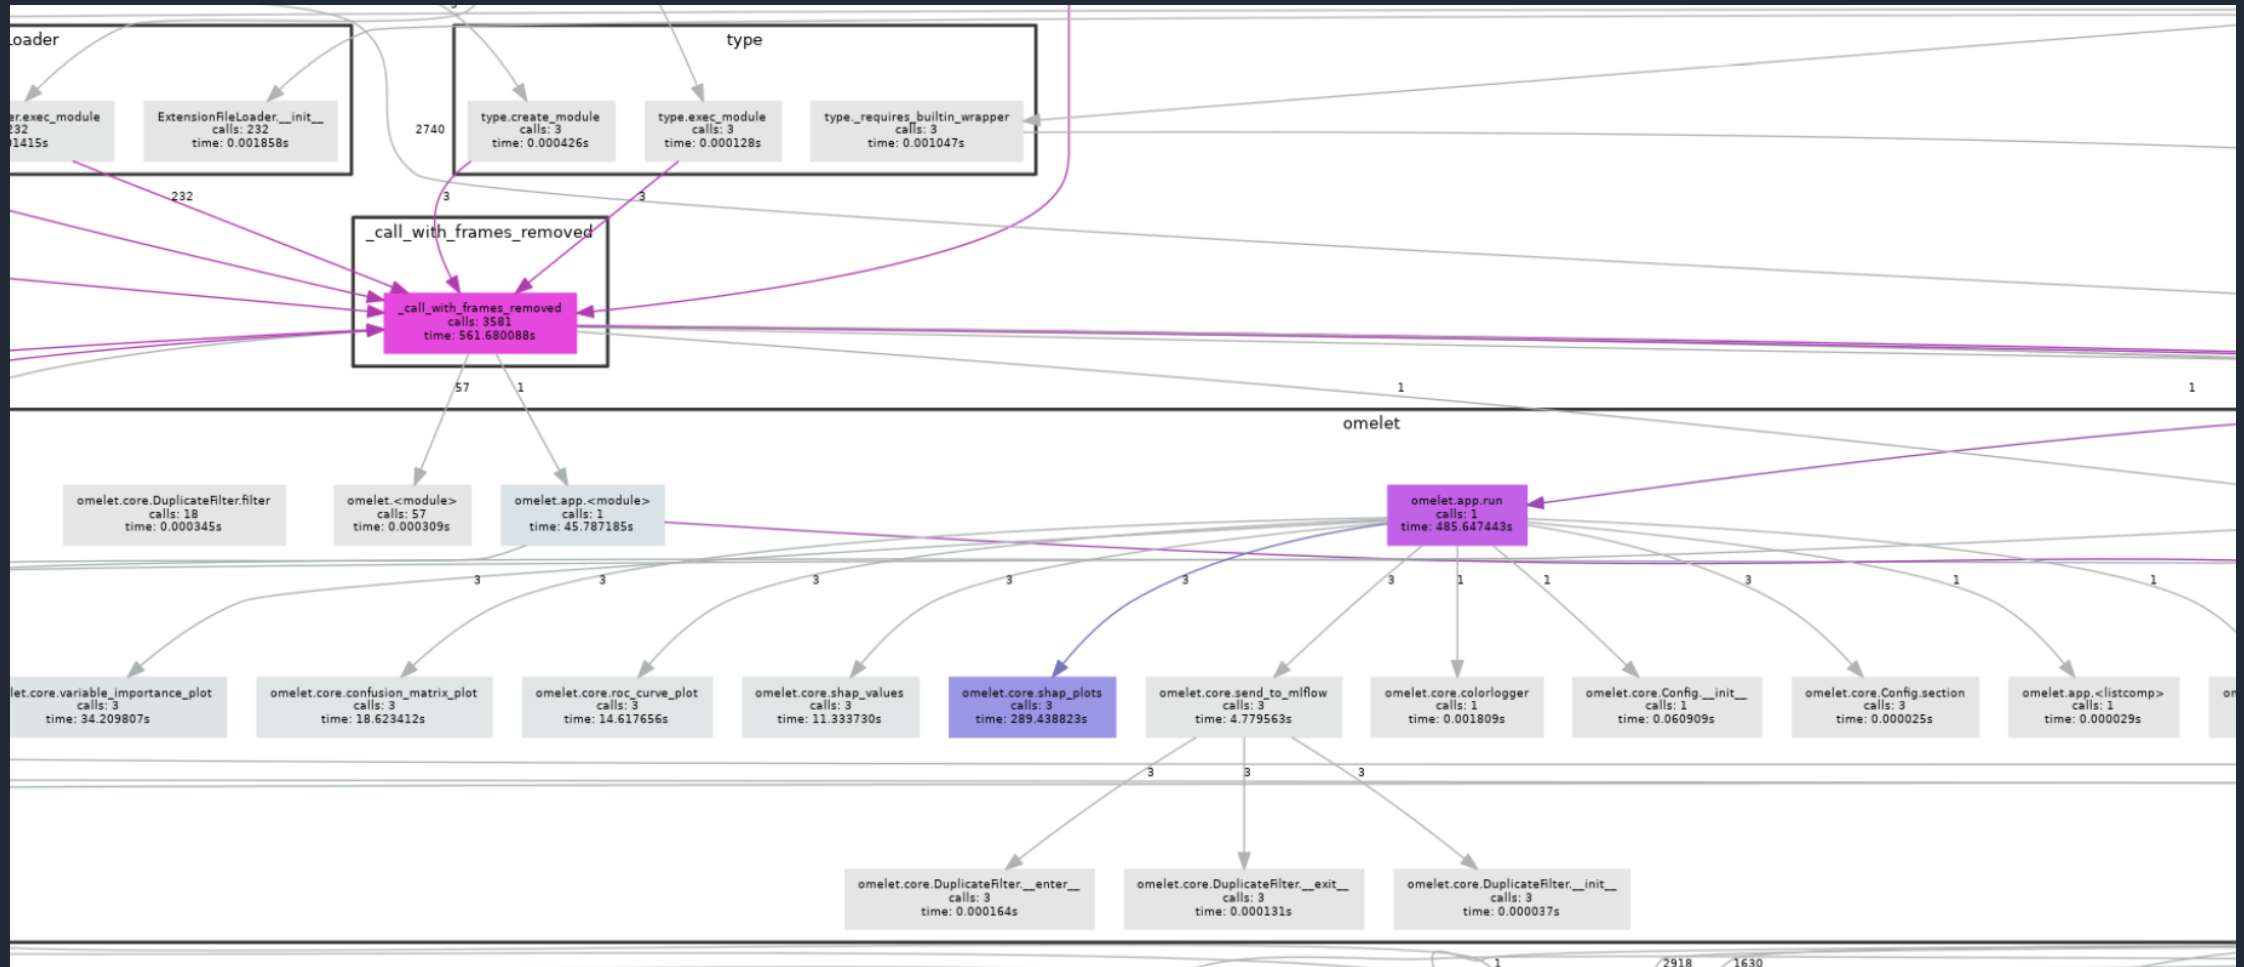 Loader
type
er.exec_module
232
01415s
ExtensionFileLoader.__init__
calls: 232
time: 0.001858s
2740
type.create_module
calls: 3
time: 0.000426s
type.exec_module
calls: 3
time: 0.000128s
type._requires_builtin_wrapper
calls: 3
time: 0.001047s
232
3
3
_call_with_frames_removed
_call_with_frames_removed
calls: 3581
time: 561.680088s
57
1
1
1
omelet
omelet.core.DuplicateFilter.filter
calls: 18
time: 0.000345s
omelet.<module>
calls: 57
time: 0.000309s
omelet.app.<module>
calls: 1
time: 45.787185s
omelet.app.run
calls: 1
time: 485.647443s
3
3
3
3
3
3
1
1
3
1
1
let.core.variable_importance_plot
calls: 3
time: 34.209807s
omelet.core.confusion_matrix_plot
calls: 3
time: 18.623412s
omelet.core.roc_curve_plot
calls: 3
time: 14.617656s
omelet.core.shap_values
calls: 3
time: 11.333730s
omelet.core.shap_plots
calls: 3
time: 289.438823s
omelet.core.send_to_mlflow
calls: 3
time: 4.779563s
omelet.core.colorlogger
calls: 1
time: 0.001809s
omelet.core.Config.__init__
calls: 1
time: 0.060909s
omelet.core.Config.section
calls: 3
time: 0.000025s
omelet.app.<listcomp>
calls: 1
time: 0.000029s
3
3
3
omelet.core.DuplicateFilter.__enter__
calls: 3
time: 0.000164s
omelet.core.DuplicateFilter.__exit__
calls: 3
time: 0.000131s
omelet.core.DuplicateFilter.__init__
calls: 3
time: 0.000037s
1
2918
1630